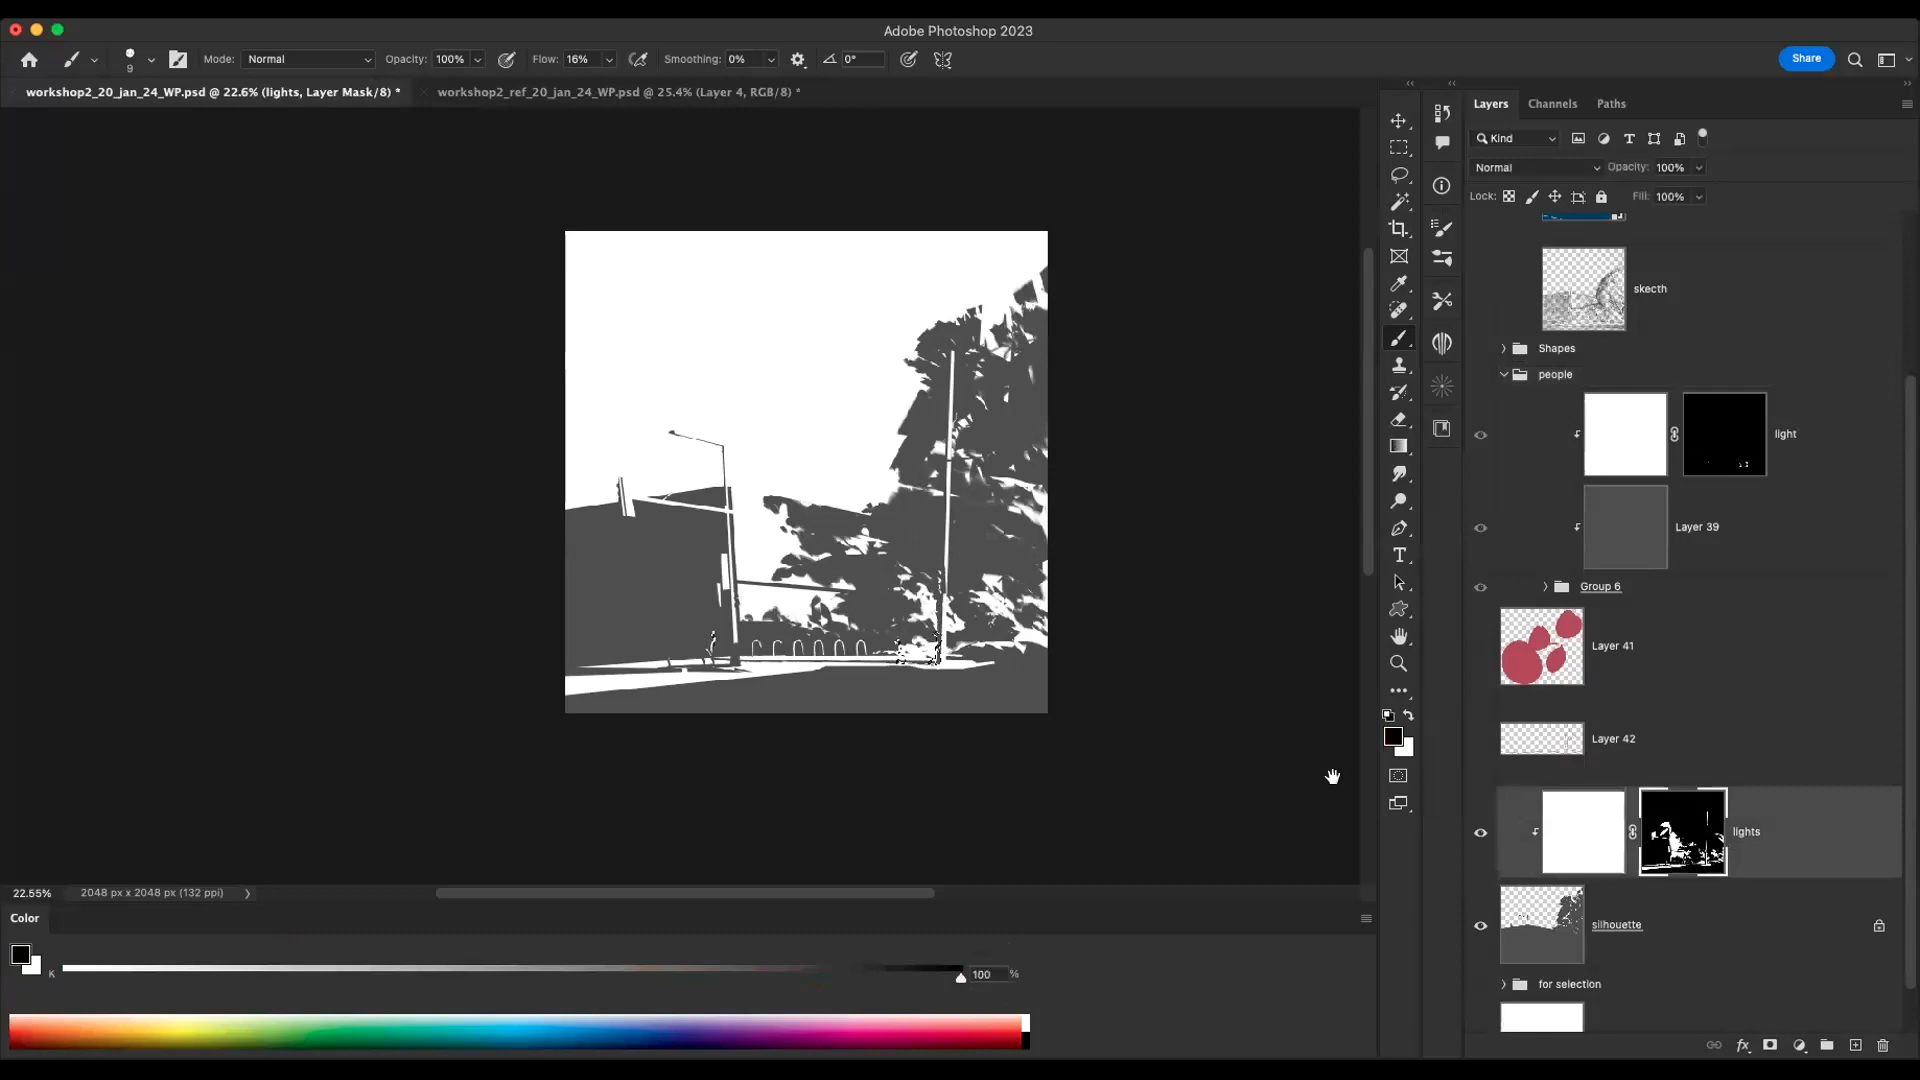 Adobe Photoshop 2023
9
Mode: Normal
Opacity: 100%
Flow: 16%
Smoothing: 0%
0°
Share
workshop2_20_jan_24_WP.psd @ 22.6% (lights, Layer Mask/8) *
workshop2_ref_20_jan_24_WP.psd @ 25.4% (Layer 4, RGB/8) *
Layers
Channels
Paths
Kind
Normal
Opacity: 100%
Lock:
Fill: 100%
skecth
Shapes
people
light
Layer 39
Group 6
Layer 41
Layer 42
lights
silhouette
for selection
22.55%
2048 px x 2048 px (132 ppi)
Color
K
100 %
fx